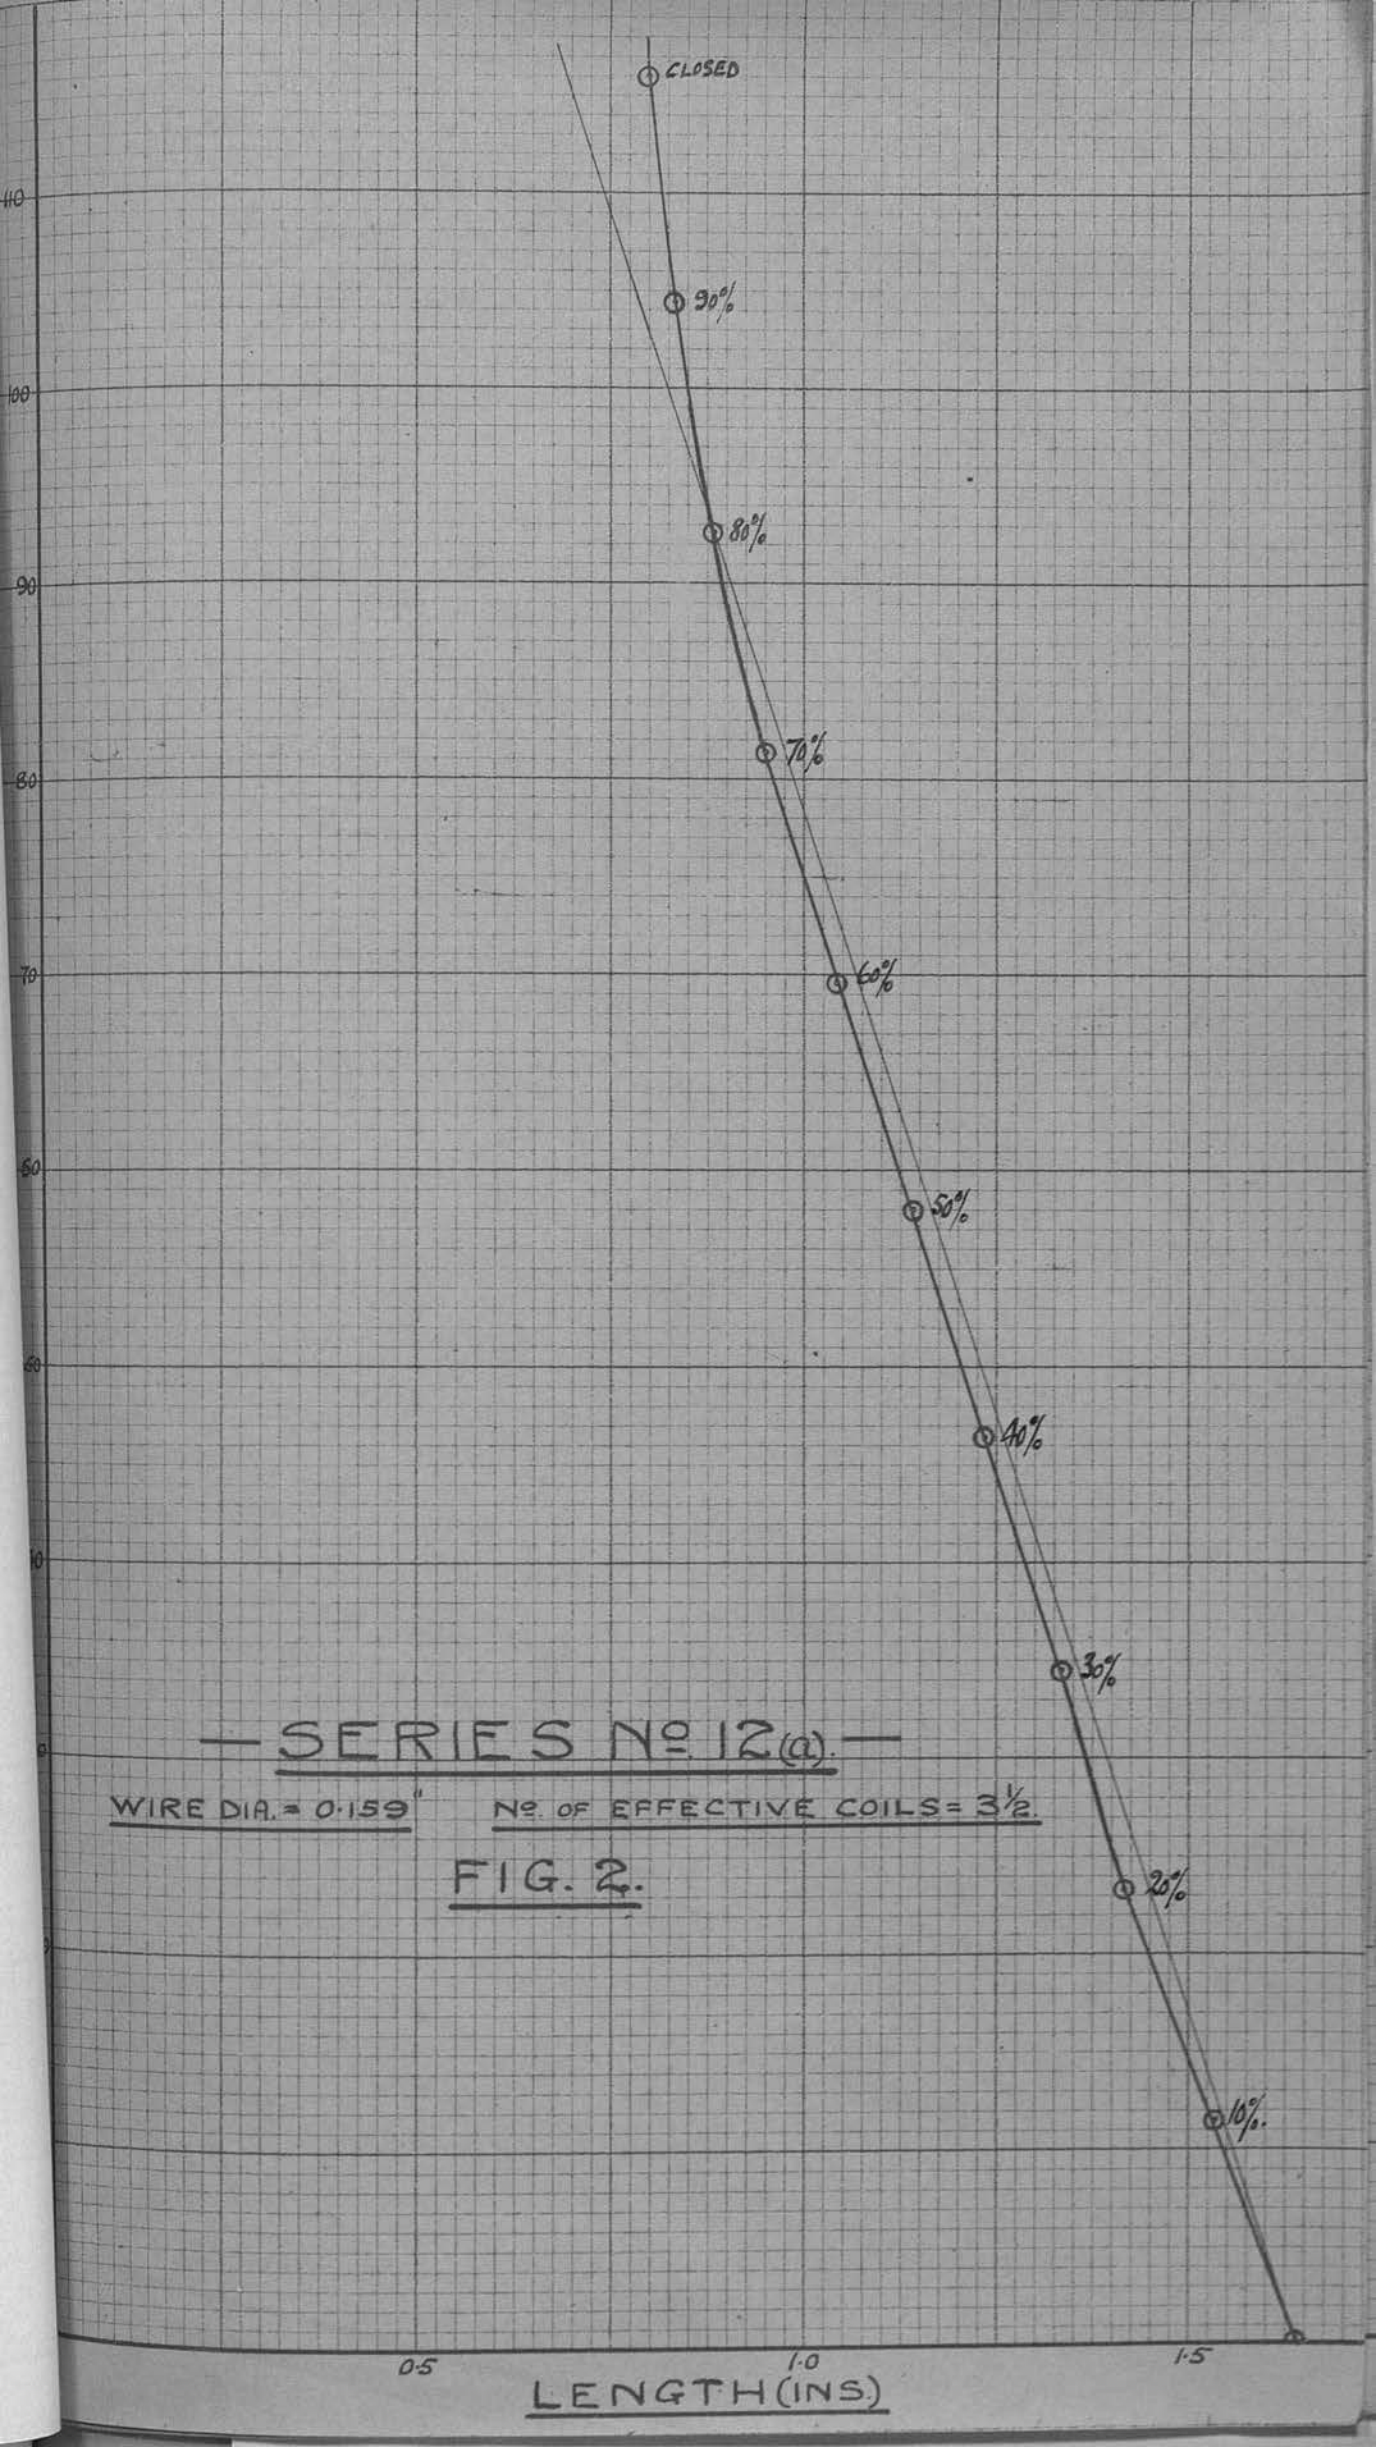 CLOSED
110
90%
100
80%
90
70%
80
60%
70
50%
60
40%
30%
— SERIES Nº 12(a). —
WIRE DIA. = 0.159" Nº. OF EFFECTIVE COILS = 3½.
FIG. 2.
20%
10%.
0.5 1.0 1.5
LENGTH (INS.)